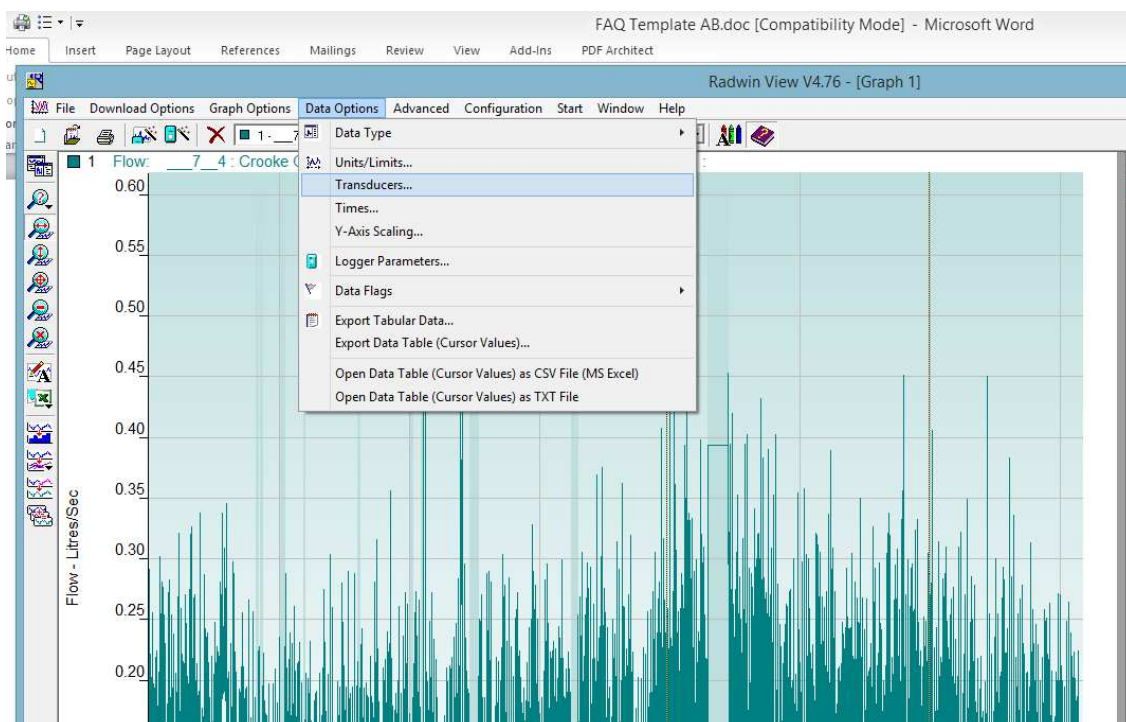 FAQ Template AB.doc [Compatibility Mode] - Microsoft Word
Home Insert Page Layout References Mailings Review View Add-Ins PDF Architect
Radwin View V4.76 - [Graph 1]
File Download Options Graph Options Data Options Advanced Configuration Start Window Help
1 -
Data Type
1 Flow: ___7__4 : Crooke
Units/Limits...
Transducers...
Times...
Y-Axis Scaling...
Logger Parameters...
Data Flags
Export Tabular Data...
Export Data Table (Cursor Values)...
Open Data Table (Cursor Values) as CSV File (MS Excel)
Open Data Table (Cursor Values) as TXT File
0.60
0.55
0.50
0.45
0.40
0.35
0.30
0.25
0.20
Flow - Litres/Sec